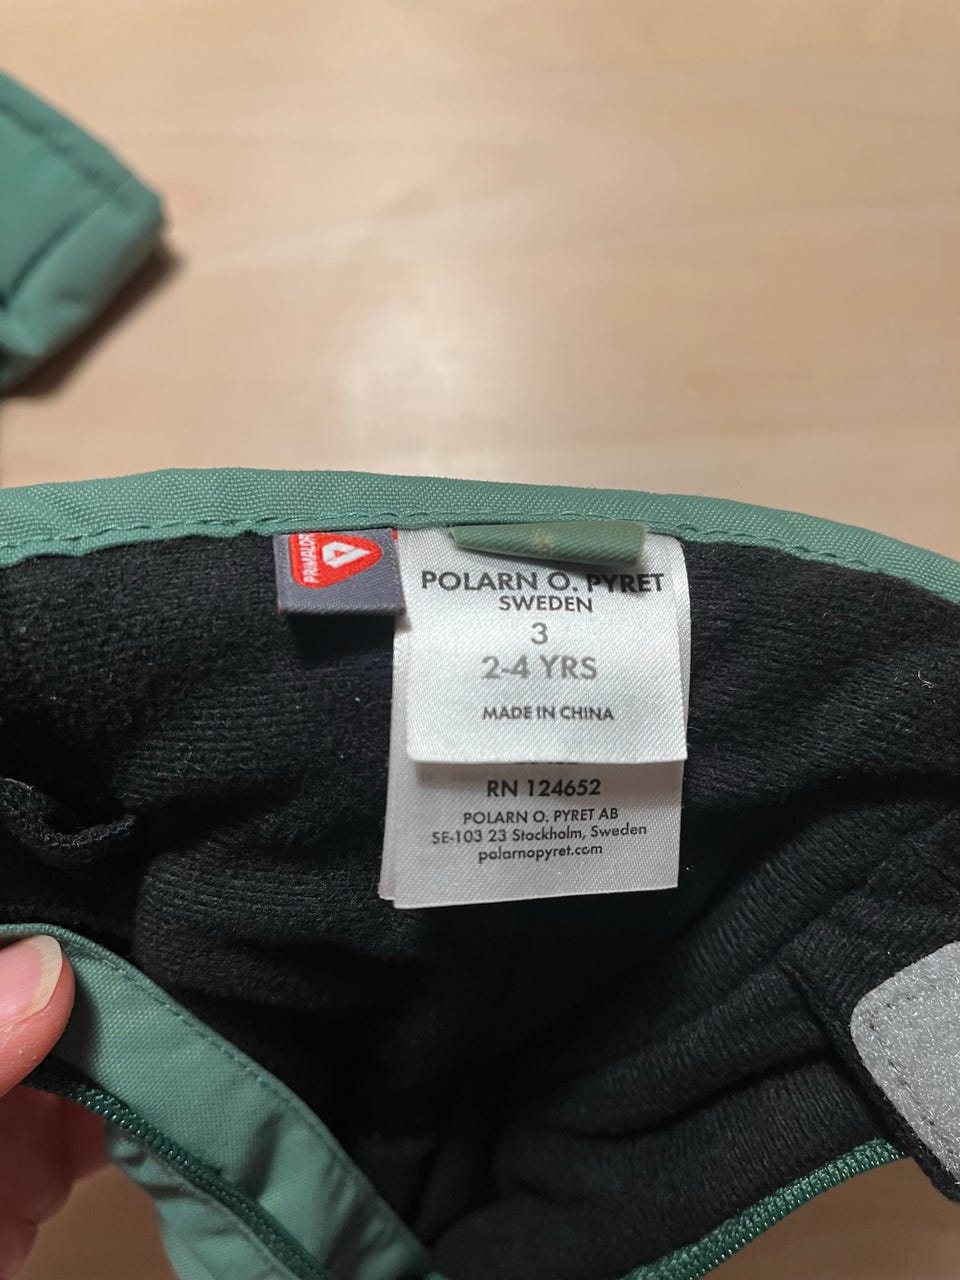 PRIMALOFT
POLARN O. PYRET
SWEDEN
3
2-4 YRS
MADE IN CHINA
RN 124652
POLARN O. PYRET AB
SE-103 23 Stockholm, Sweden
polarnopyret.com